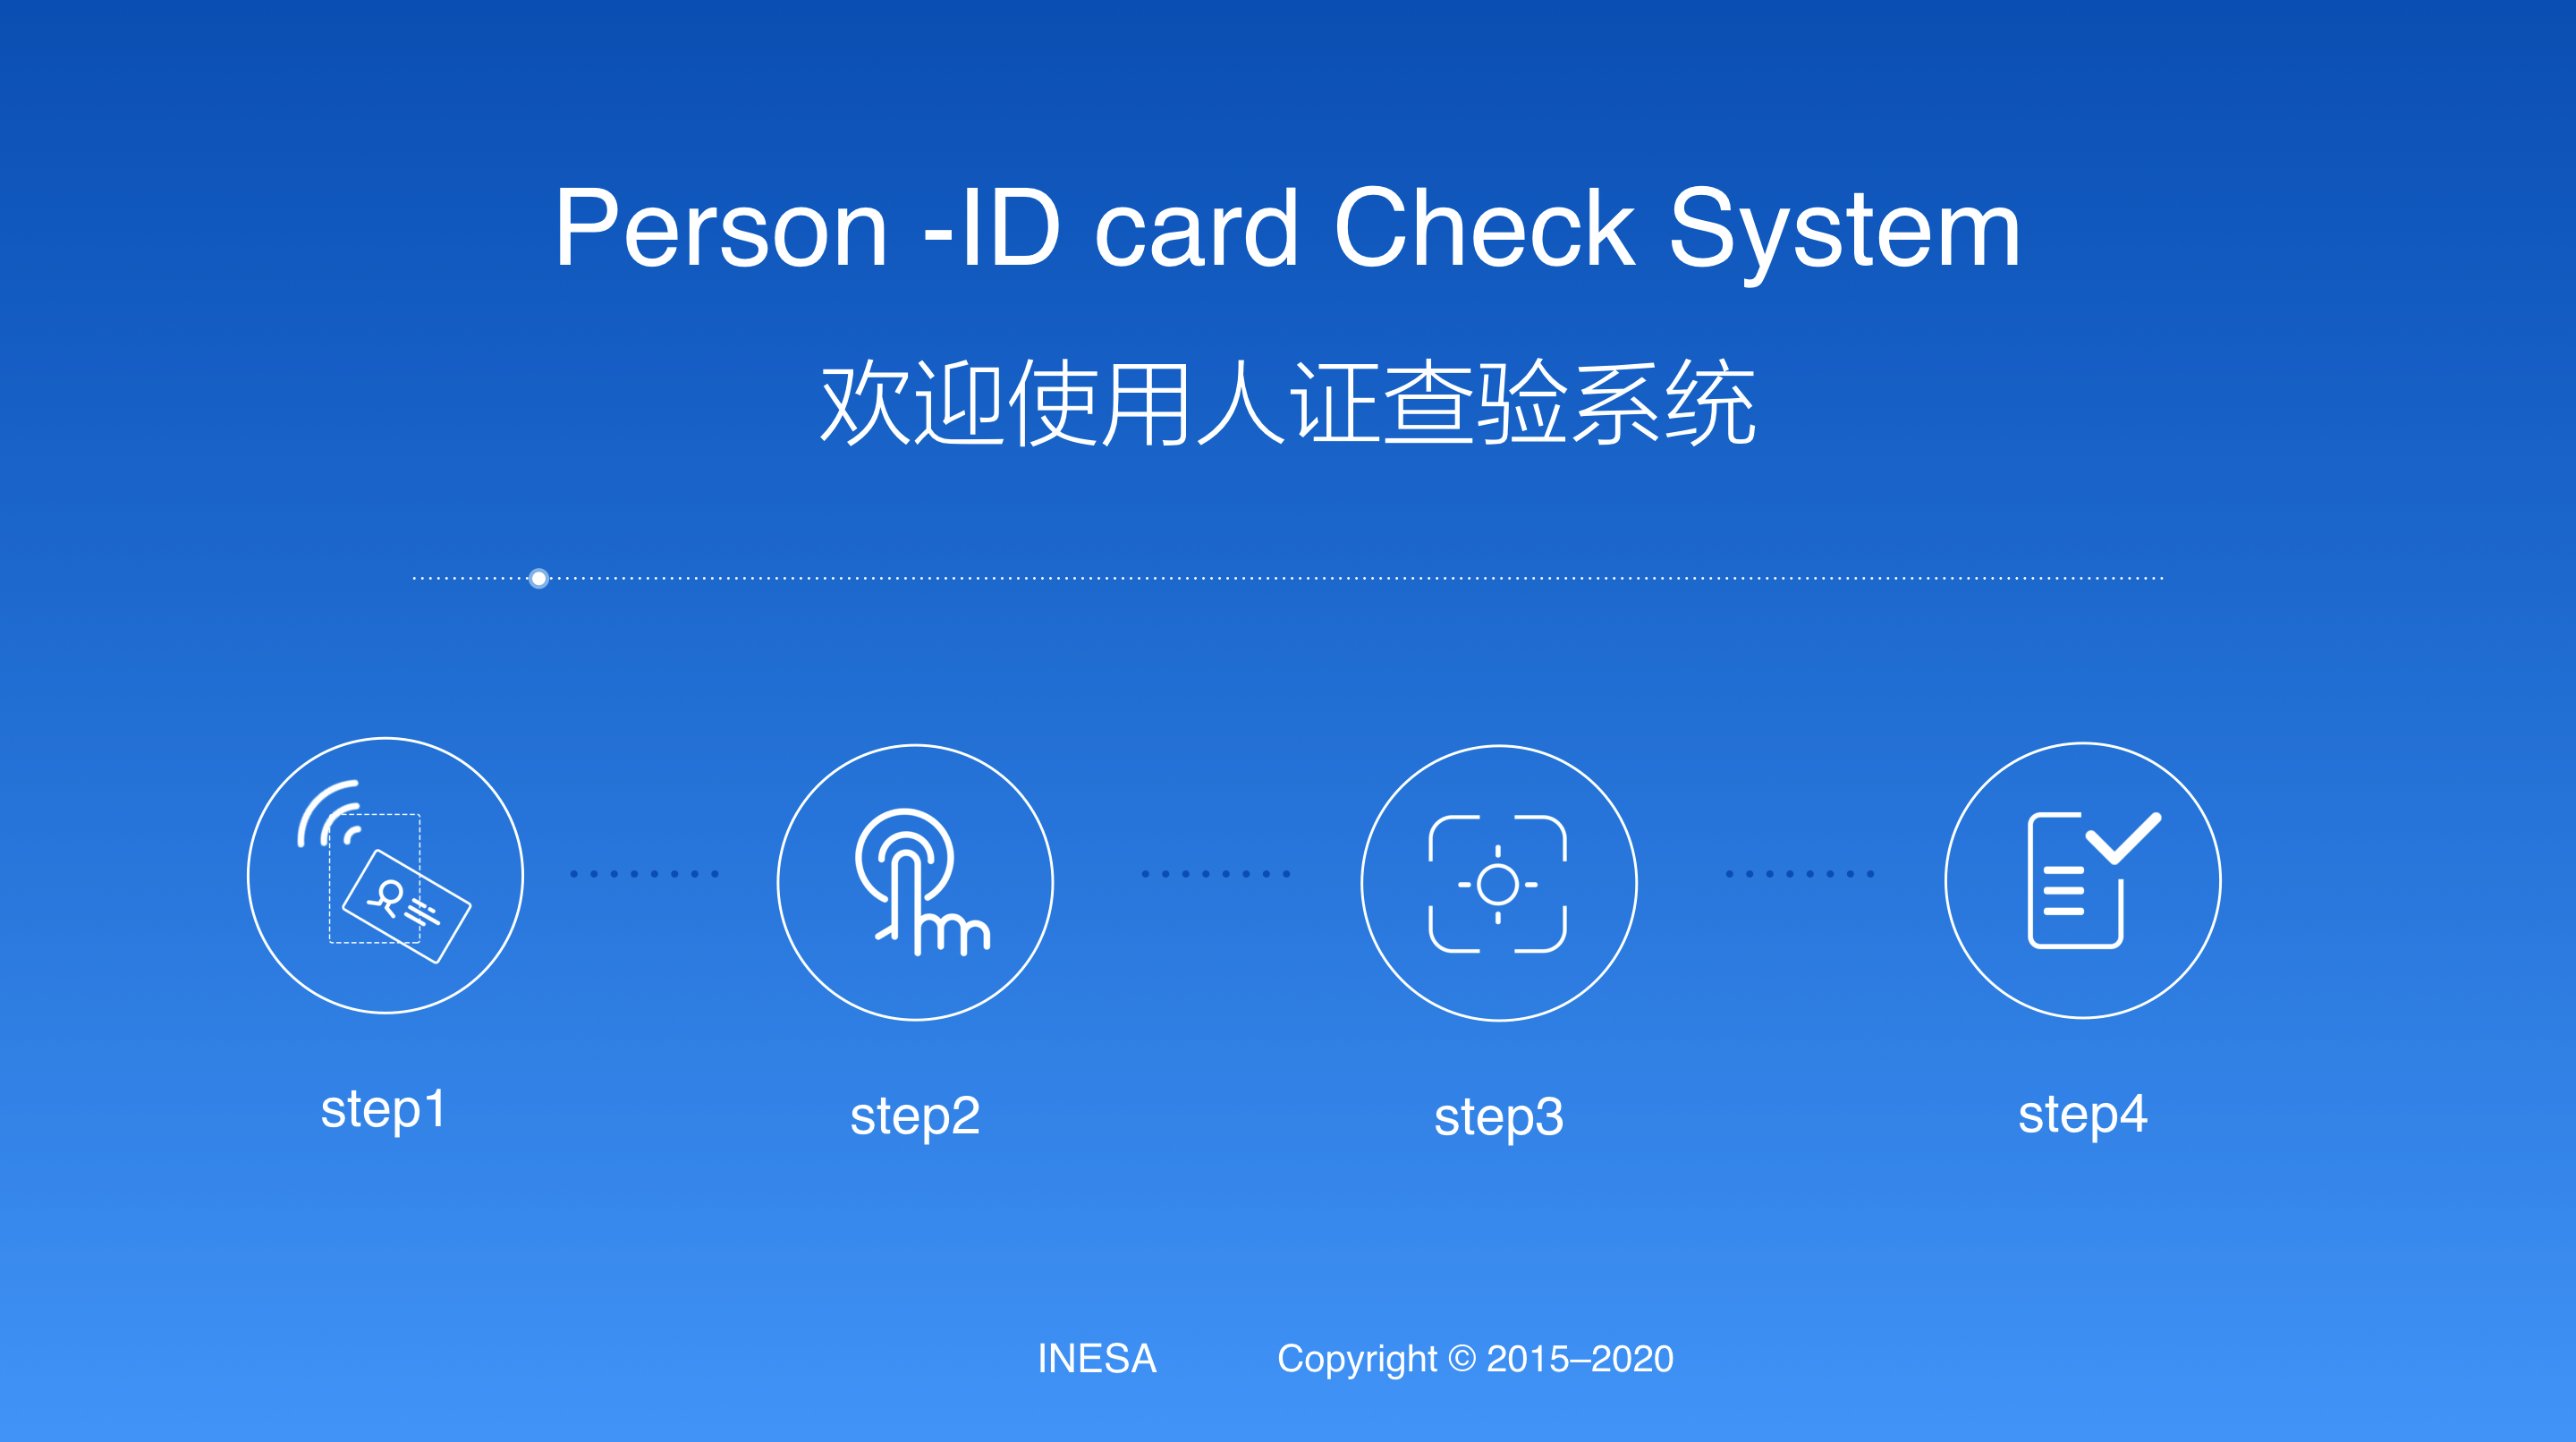 Person -ID card Check System
欢迎使用人证查验系统
step1
step2
step3
step4
INESA Copyright © 2015–2020